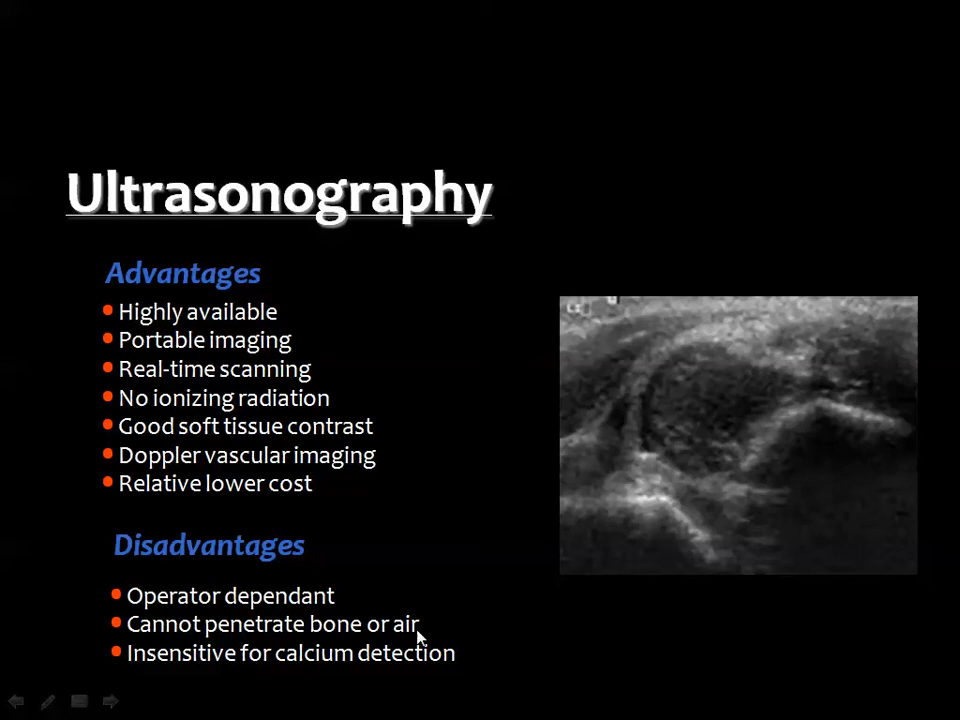 Ultrasonography
Advantages
Highly available
Portable imaging
Real-time scanning
No ionizing radiation
Good soft tissue contrast
Doppler vascular imaging
Relative lower cost
Disadvantages
Operator dependant
Cannot penetrate bone or air
Insensitive for calcium detection